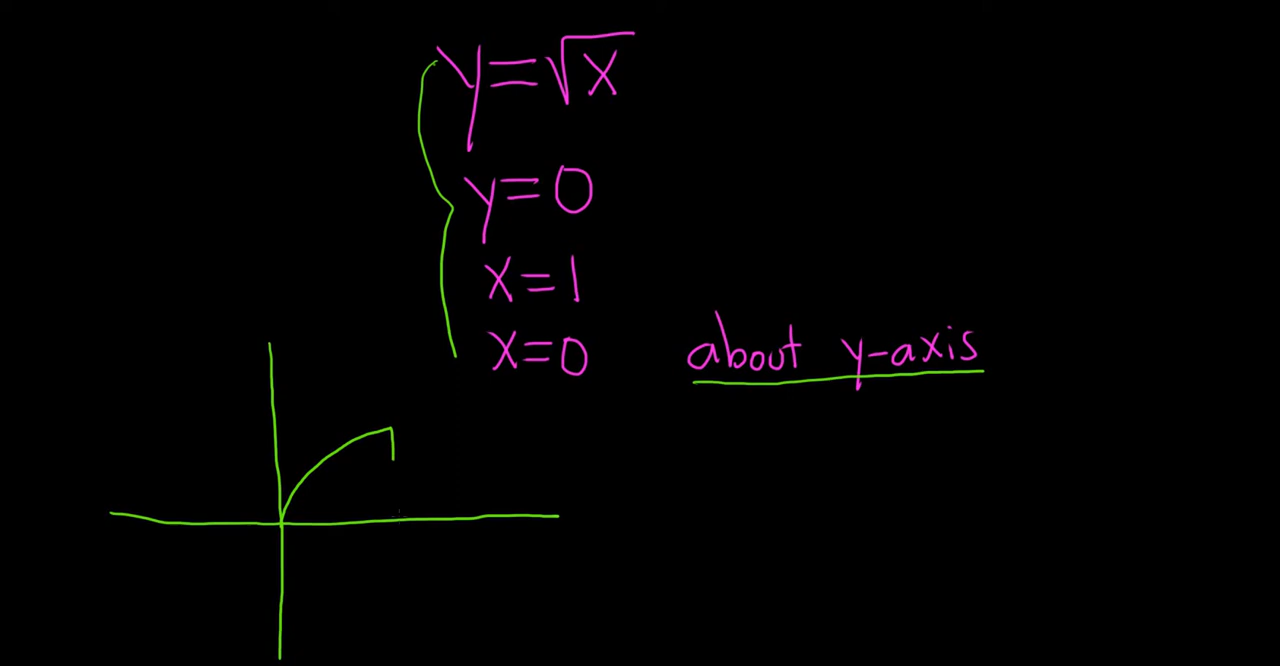 y=√x
y=0
x=1
x=0
about y-axis